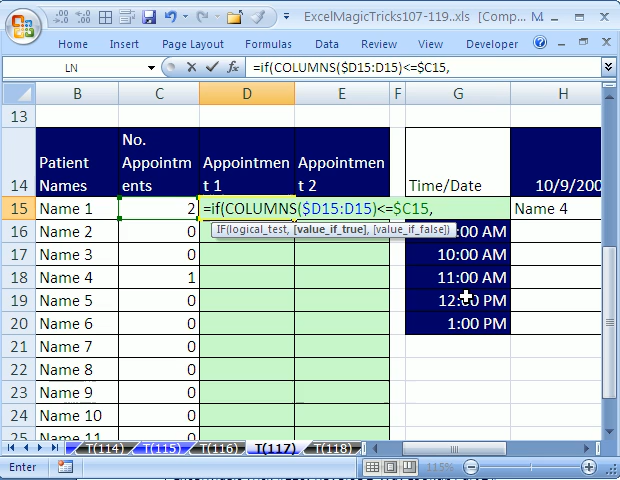 ExcelMagicTricks107-119..xls [Comp...
Home Insert Page Layout Formulas Data Review View Developer
LN =if(COLUMNS($D15:D15)<=$C15,
B C D E F G H
13
14 Patient Names No. Appointm ents Appointmen t 1 Appointmen t 2 Time/Date 10/9/200
15 Name 1 2 =if(COLUMNS($D15:D15)<=$C15, Name 4
IF(logical_test, [value_if_true], [value_if_false])
16 Name 2 0 :00 AM
17 Name 3 0 10:00 AM
18 Name 4 1 11:00 AM
19 Name 5 0 12:00 PM
20 Name 6 0 1:00 PM
21 Name 7 0
22 Name 8 0
23 Name 9 0
24 Name 10 0
25 Name 11 0
T(114) T(115) T(116) T(117) T(118)
Enter 115%